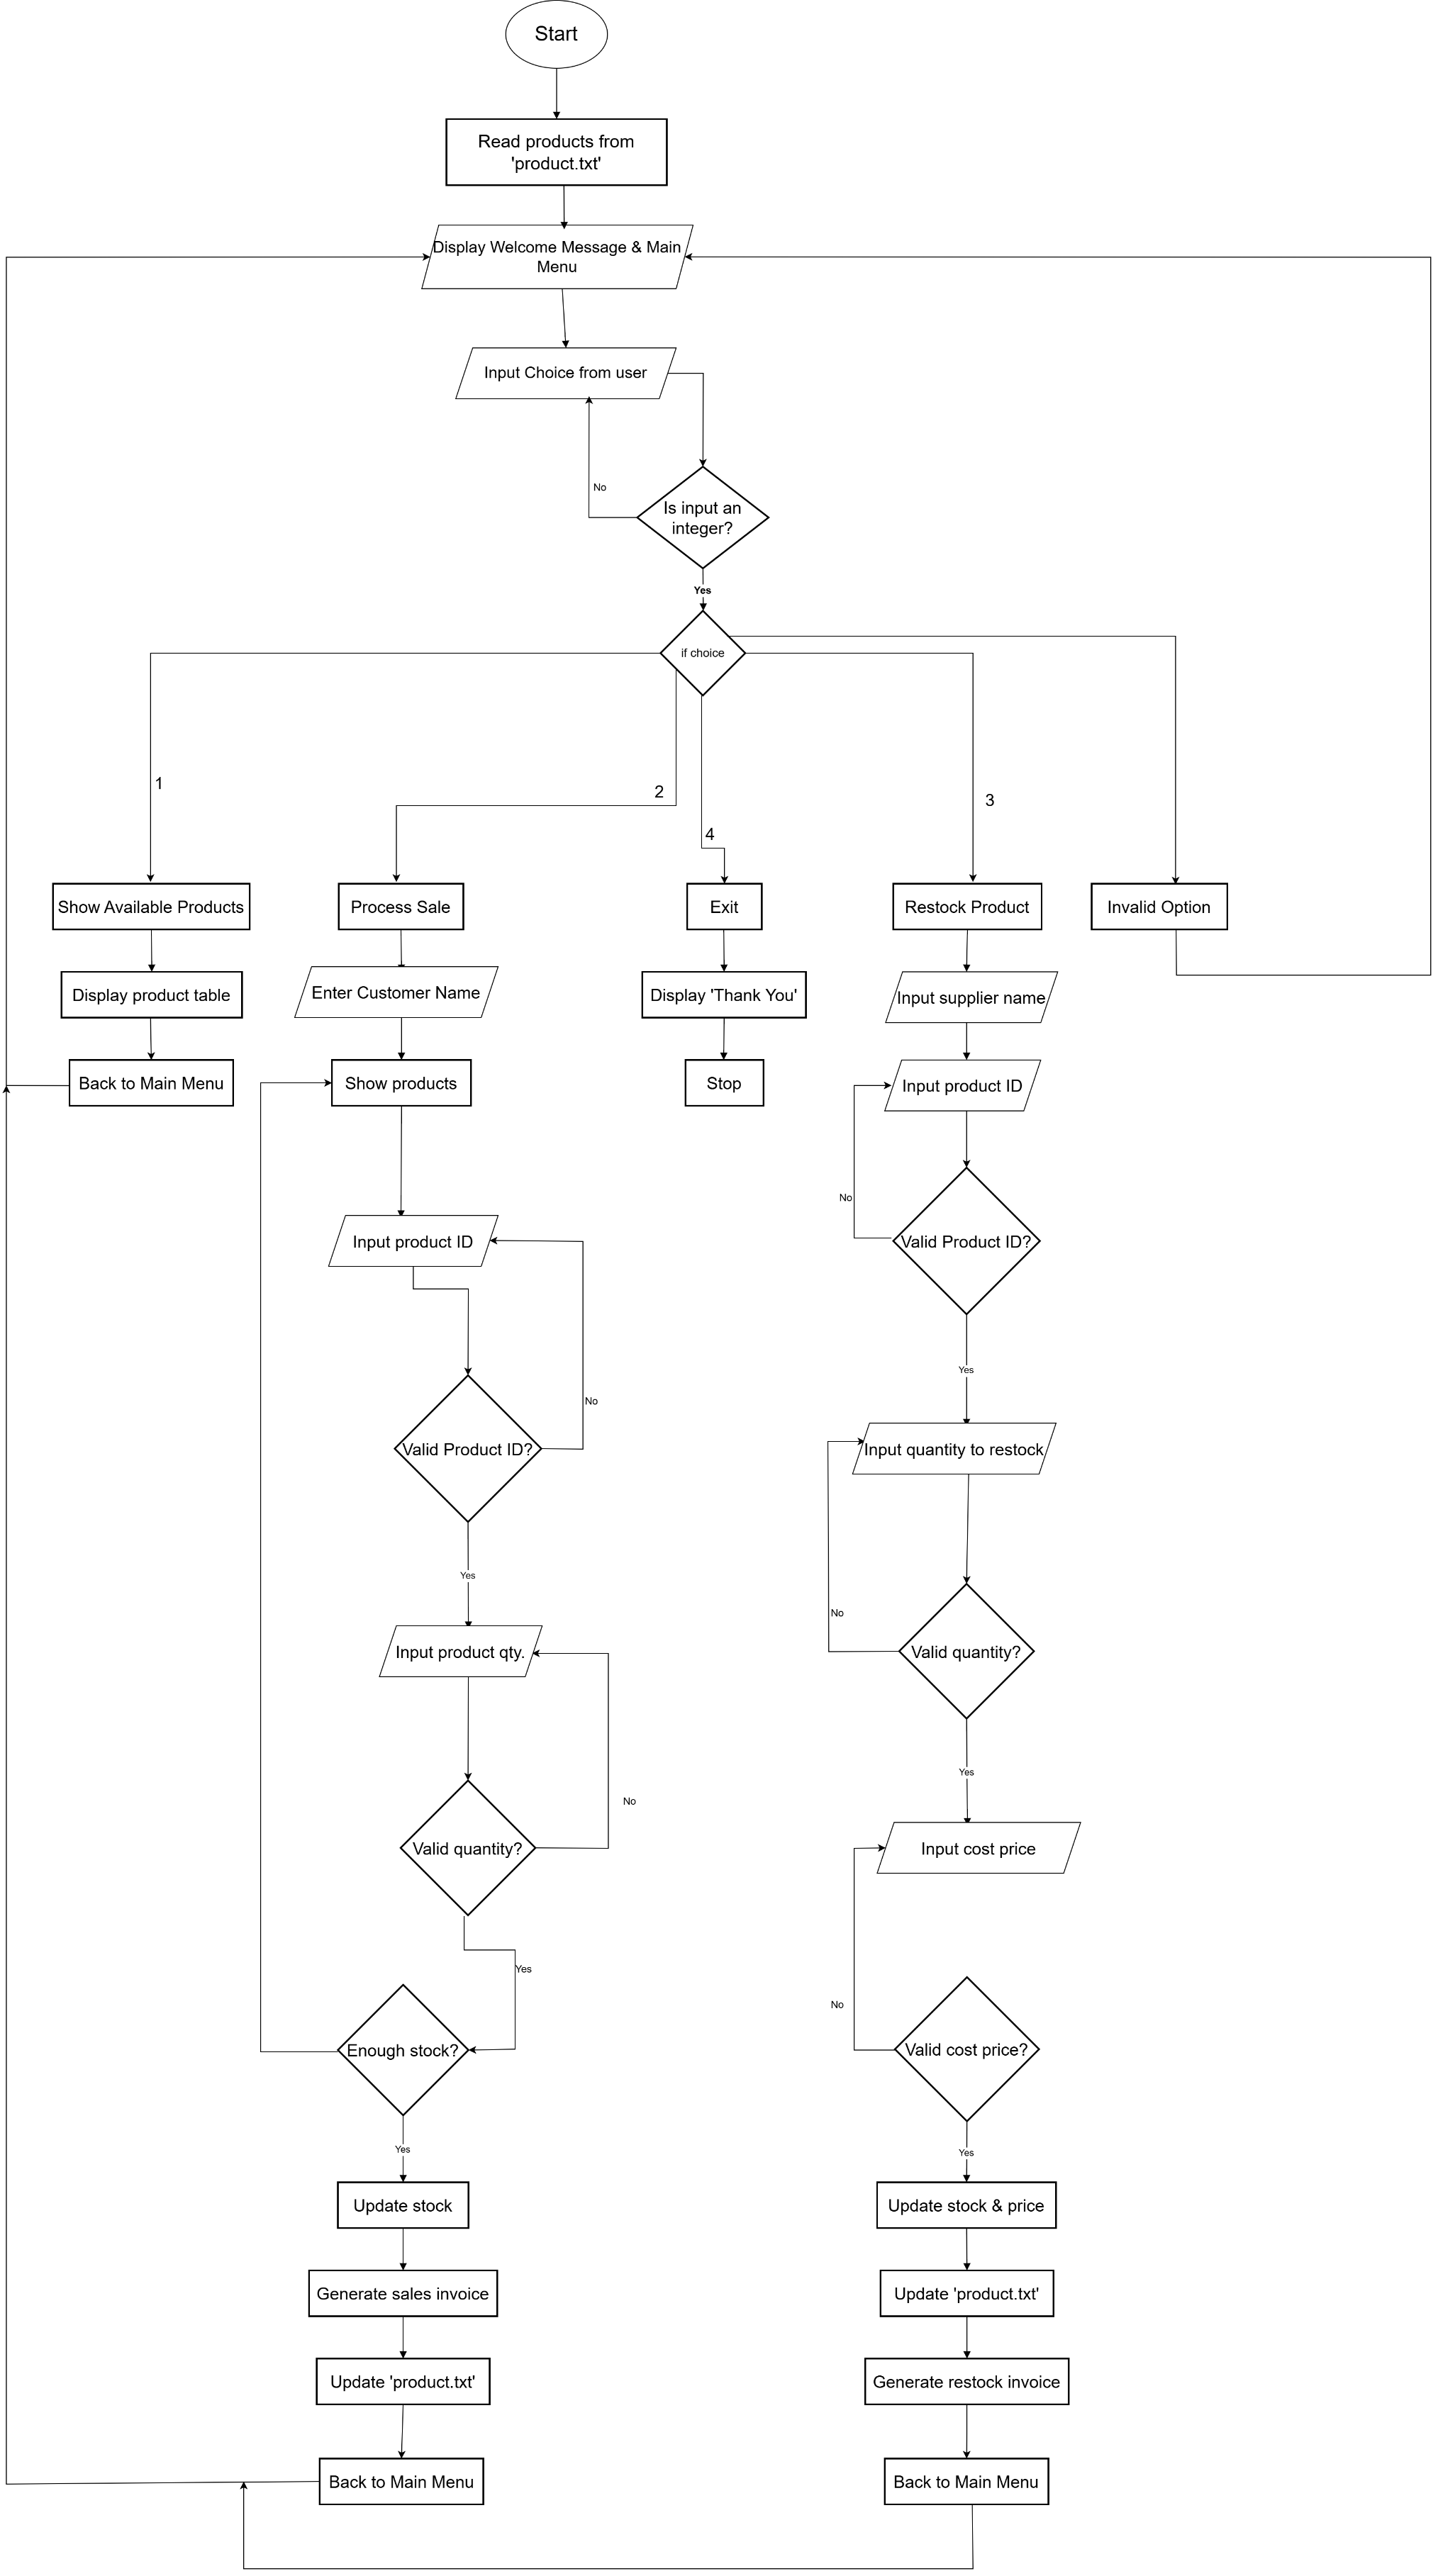 Start
Read products from
'product.txt'
Display Welcome Message & Main
Menu
Input Choice from user
No
Is input an
integer?
Yes
if choice
1
2
3
4
Show Available Products
Process Sale
Exit
Restock Product
Invalid Option
Display product table
Enter Customer Name
Display 'Thank You'
Input supplier name
Back to Main Menu
Show products
Stop
Input product ID
No
Input product ID
Valid Product ID?
Yes
No
Valid Product ID?
Input quantity to restock
Yes
No
Input product qty.
Valid quantity?
Yes
No
Valid quantity?
Input cost price
Yes
No
Enough stock?
Valid cost price?
Yes
Yes
Update stock
Update stock & price
Generate sales invoice
Update 'product.txt'
Update 'product.txt'
Generate restock invoice
Back to Main Menu
Back to Main Menu